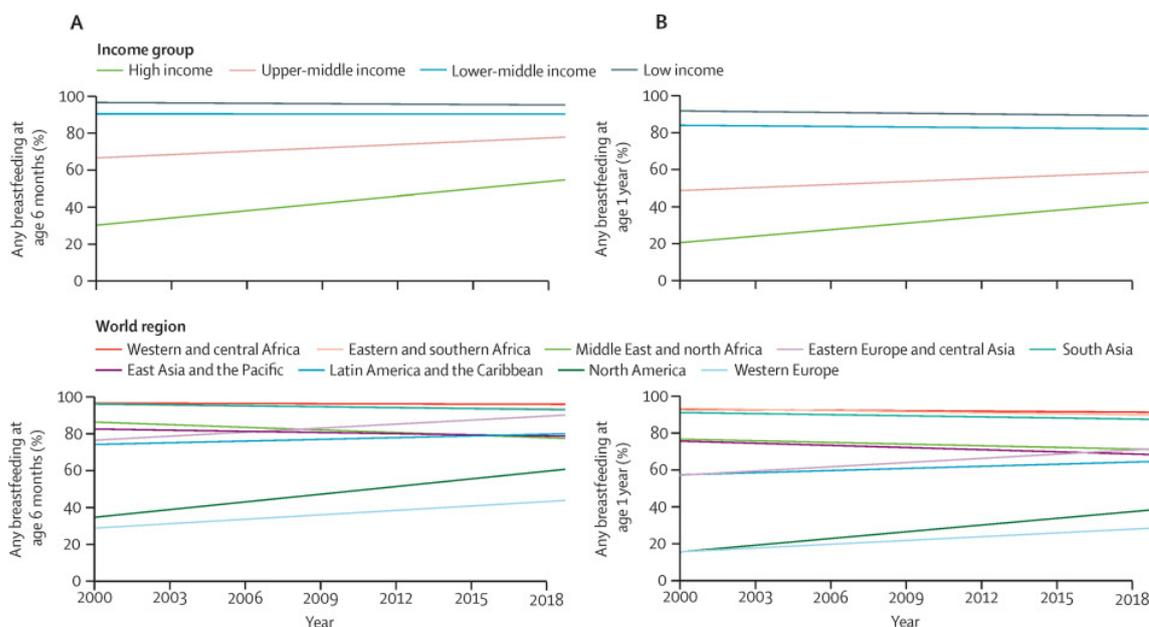 A
B
Income group
High income
Upper-middle income
Lower-middle income
Low income
Any breastfeeding at
age 6 months (%)
100
80
60
40
20
0
Any breastfeeding at
age 1 year (%)
100
80
60
40
20
0
World region
Western and central Africa
Eastern and southern Africa
Middle East and north Africa
Eastern Europe and central Asia
South Asia
East Asia and the Pacific
Latin America and the Caribbean
North America
Western Europe
Any breastfeeding at
age 6 months (%)
100
80
60
40
20
0
2000 2003 2006 2009 2012 2015 2018
Year
Any breastfeeding at
age 1 year (%)
100
80
60
40
20
0
2000 2003 2006 2009 2012 2015 2018
Year